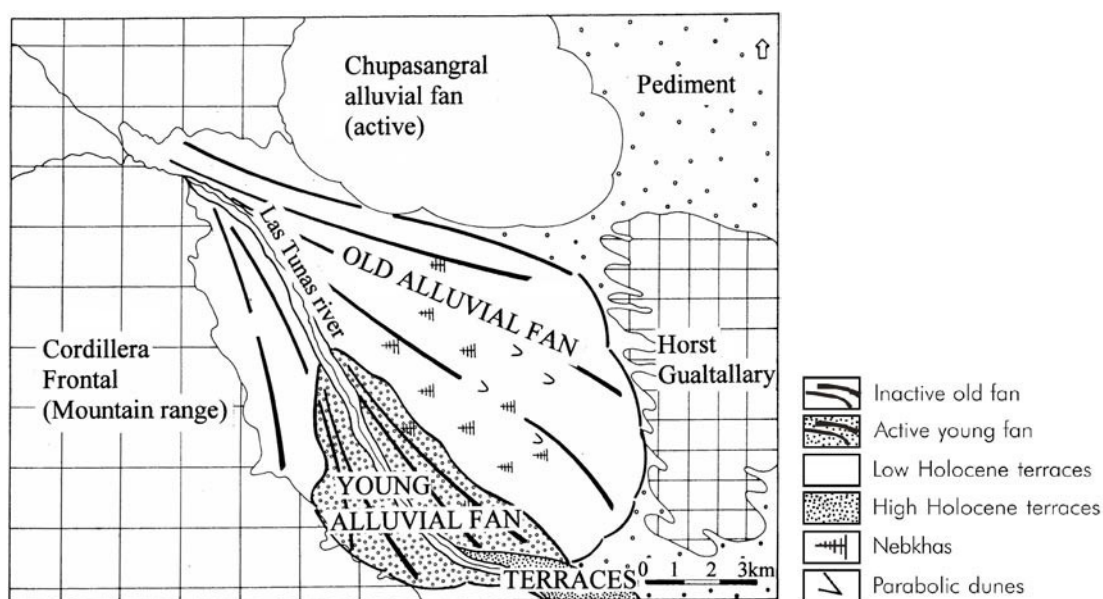 Chupasangral
alluvial fan
(active)
Pediment
Las Tunas river
OLD ALLUVIAL FAN
Cordillera
Frontal
(Mountain range)
Horst
Gualtallary
YOUNG
ALLUVIAL FAN
TERRACES
0 1 2 3km
Inactive old fan
Active young fan
Low Holocene terraces
High Holocene terraces
Nebkhas
Parabolic dunes